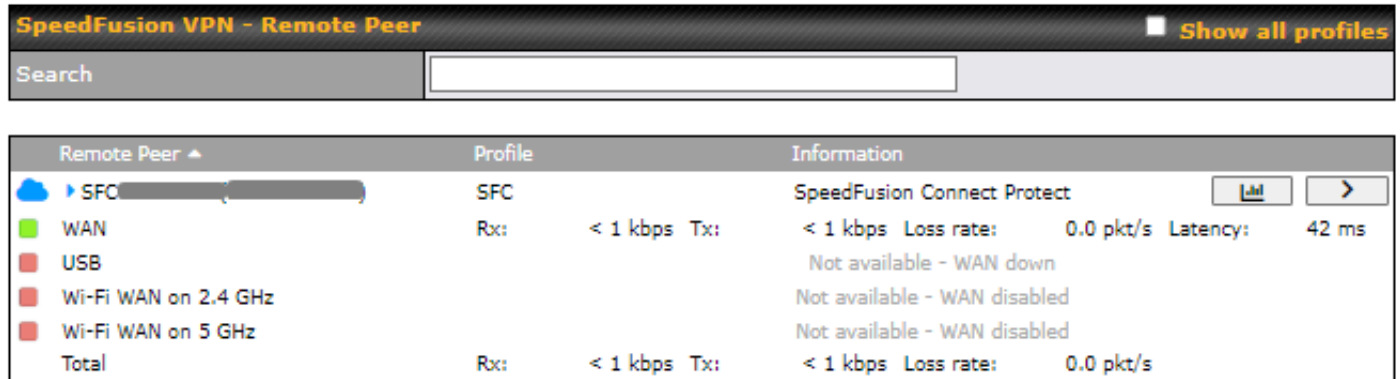 SpeedFusion VPN - Remote Peer Show all profiles
Search
Remote Peer Profile Information
SFC SFC SpeedFusion Connect Protect
WAN Rx: < 1 kbps Tx: < 1 kbps Loss rate: 0.0 pkt/s Latency: 42 ms
USB Not available - WAN down
Wi-Fi WAN on 2.4 GHz Not available - WAN disabled
Wi-Fi WAN on 5 GHz Not available - WAN disabled
Total Rx: < 1 kbps Tx: < 1 kbps Loss rate: 0.0 pkt/s